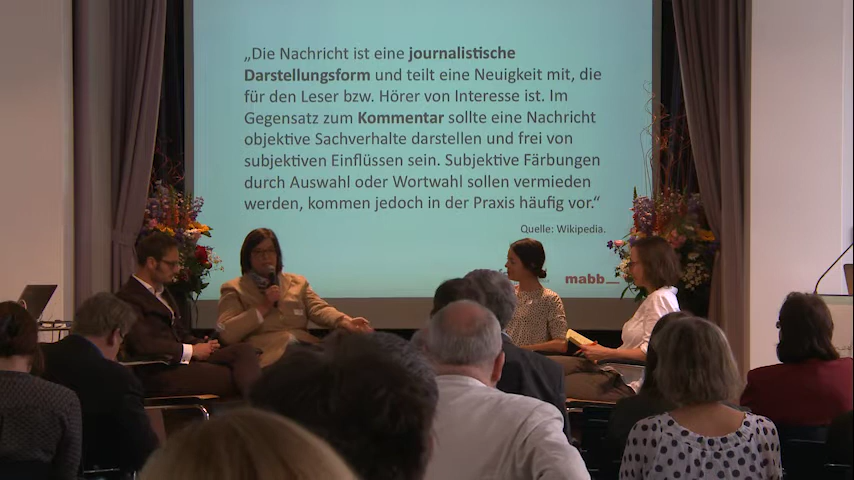 „Die Nachricht ist eine journalistische
Darstellungsform und teilt eine Neuigkeit mit, die
für den Leser bzw. Hörer von Interesse ist. Im
Gegensatz zum Kommentar sollte eine Nachricht
objektive Sachverhalte darstellen und frei von
subjektiven Einflüssen sein. Subjektive Färbungen
durch Auswahl oder Wortwahl sollen vermieden
werden, kommen jedoch in der Praxis häufig vor.“
Quelle: Wikipedia.
mabb__